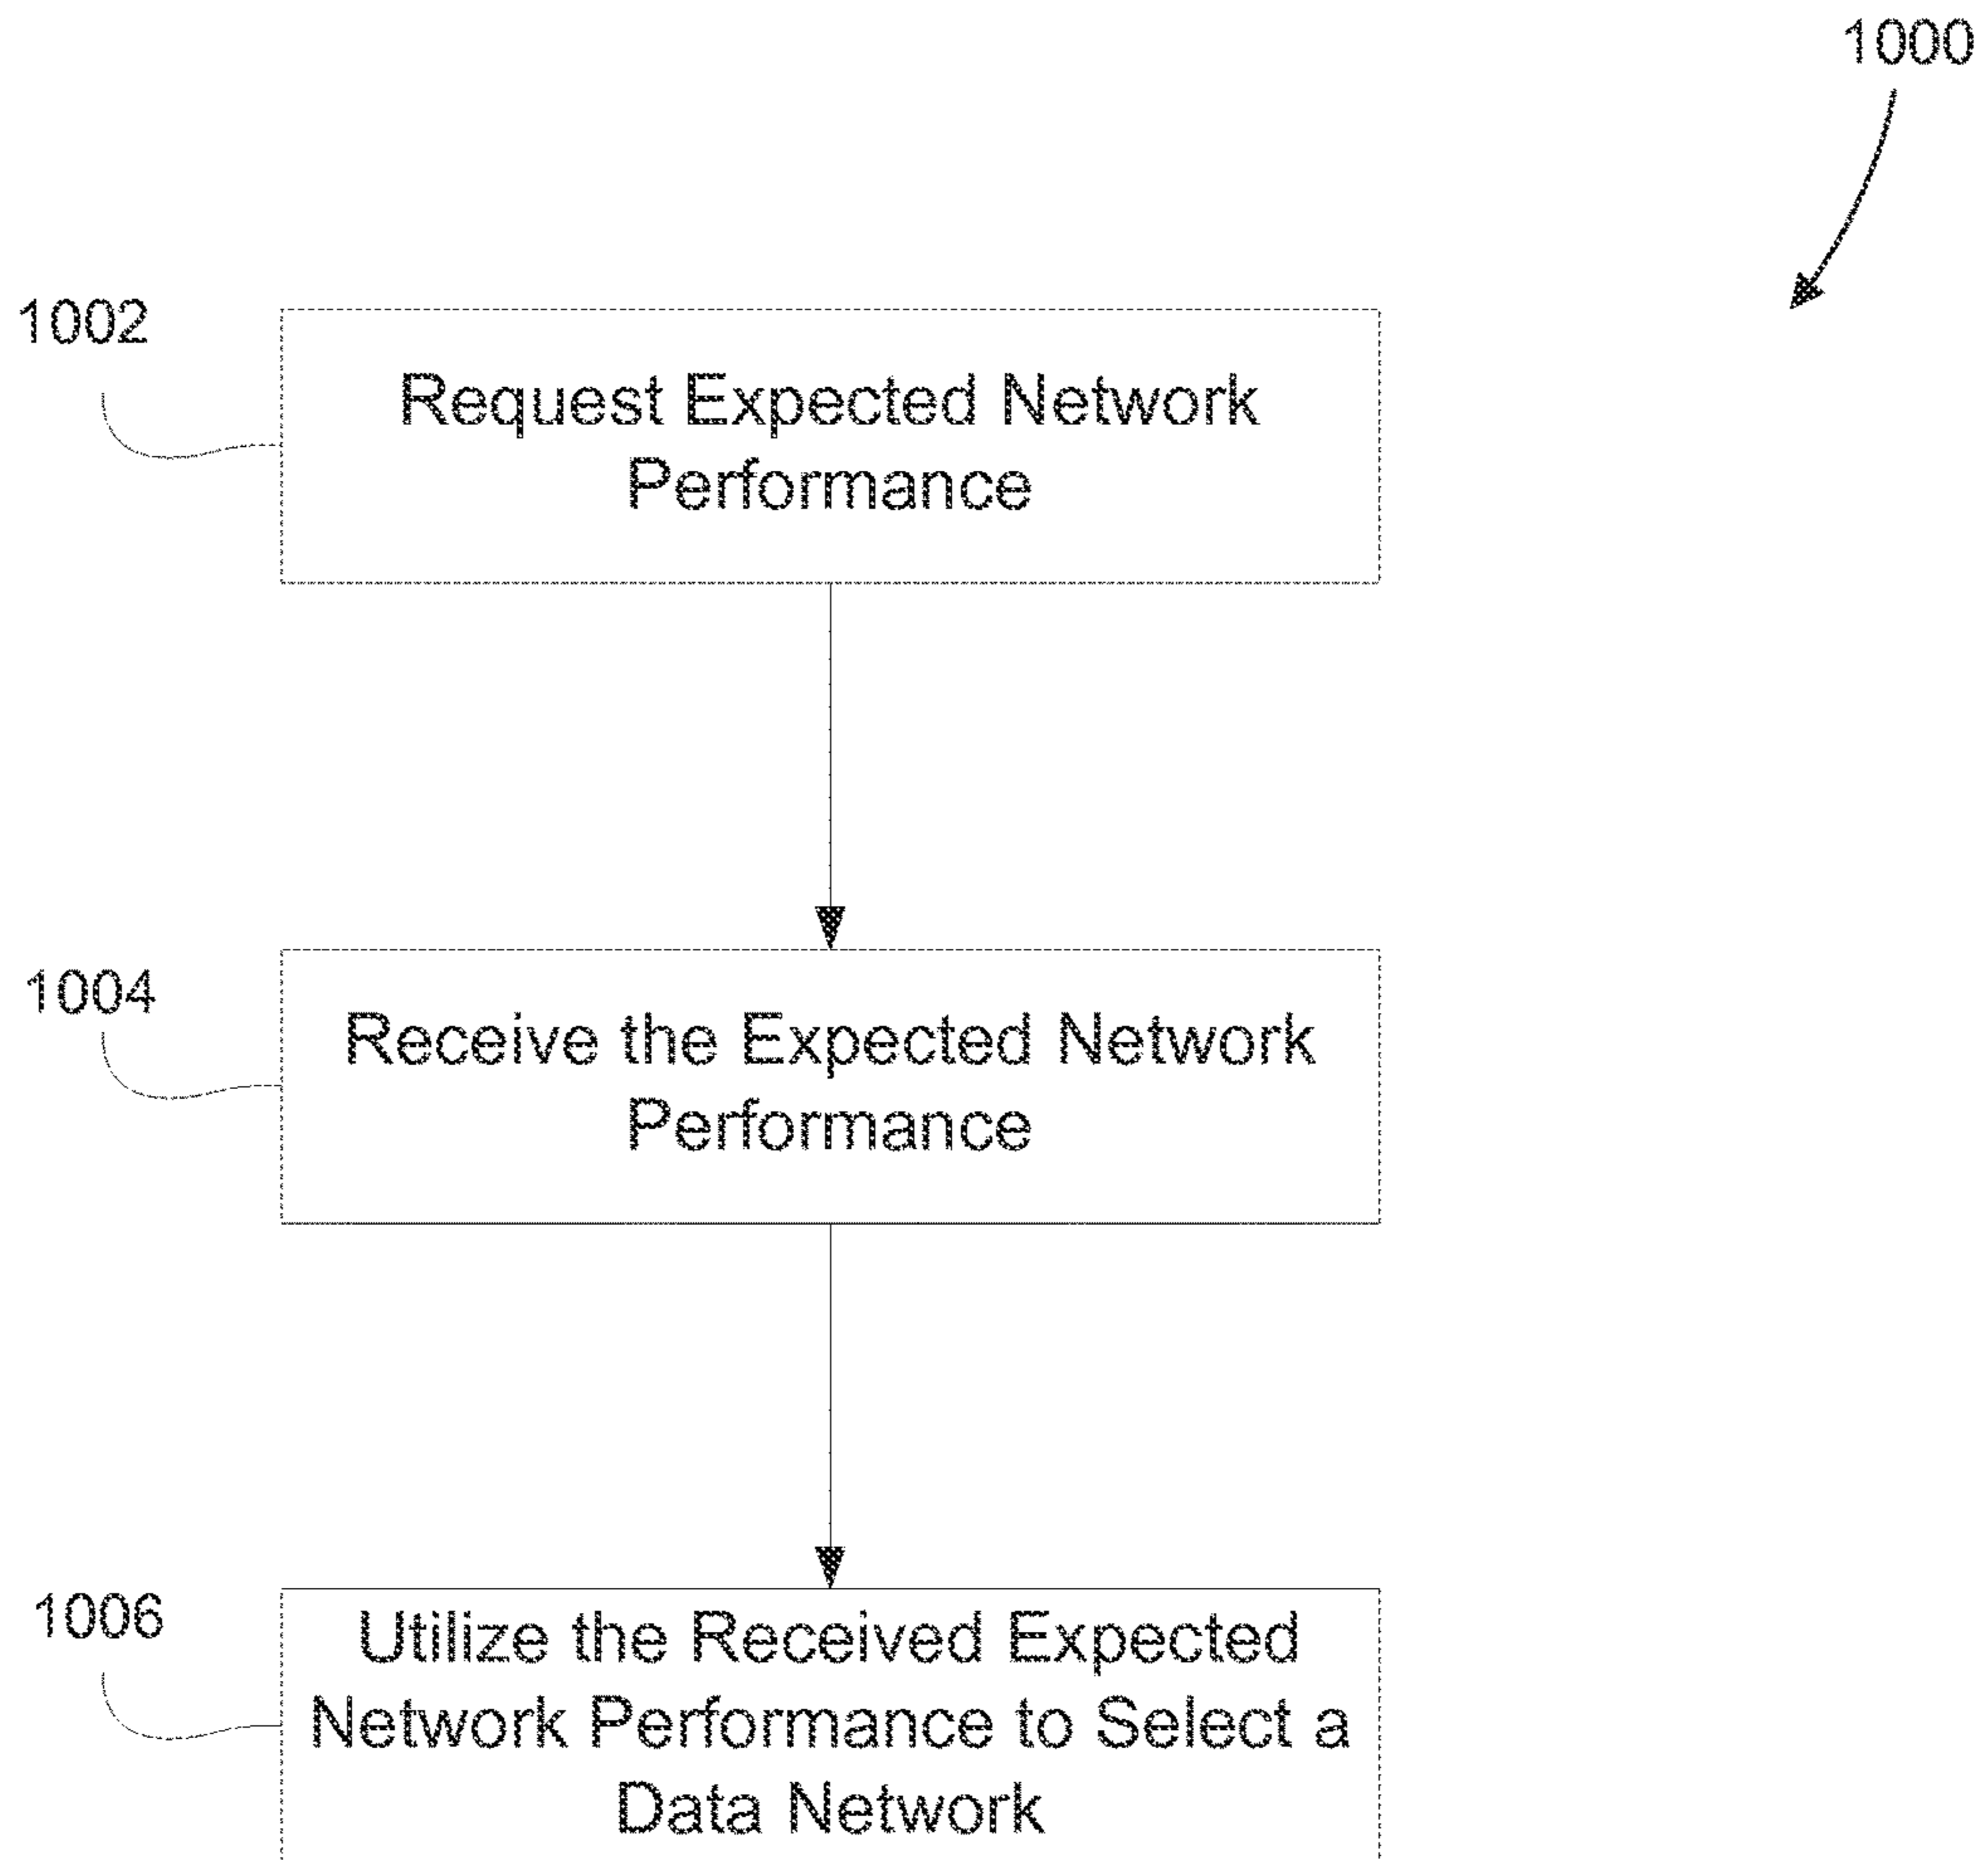 1000
1002
Request Expected Network
Performance
1004
Receive the Expected Network
Performance
1006
Utilize the Received Expected
Network Performance to Select a
Data Network